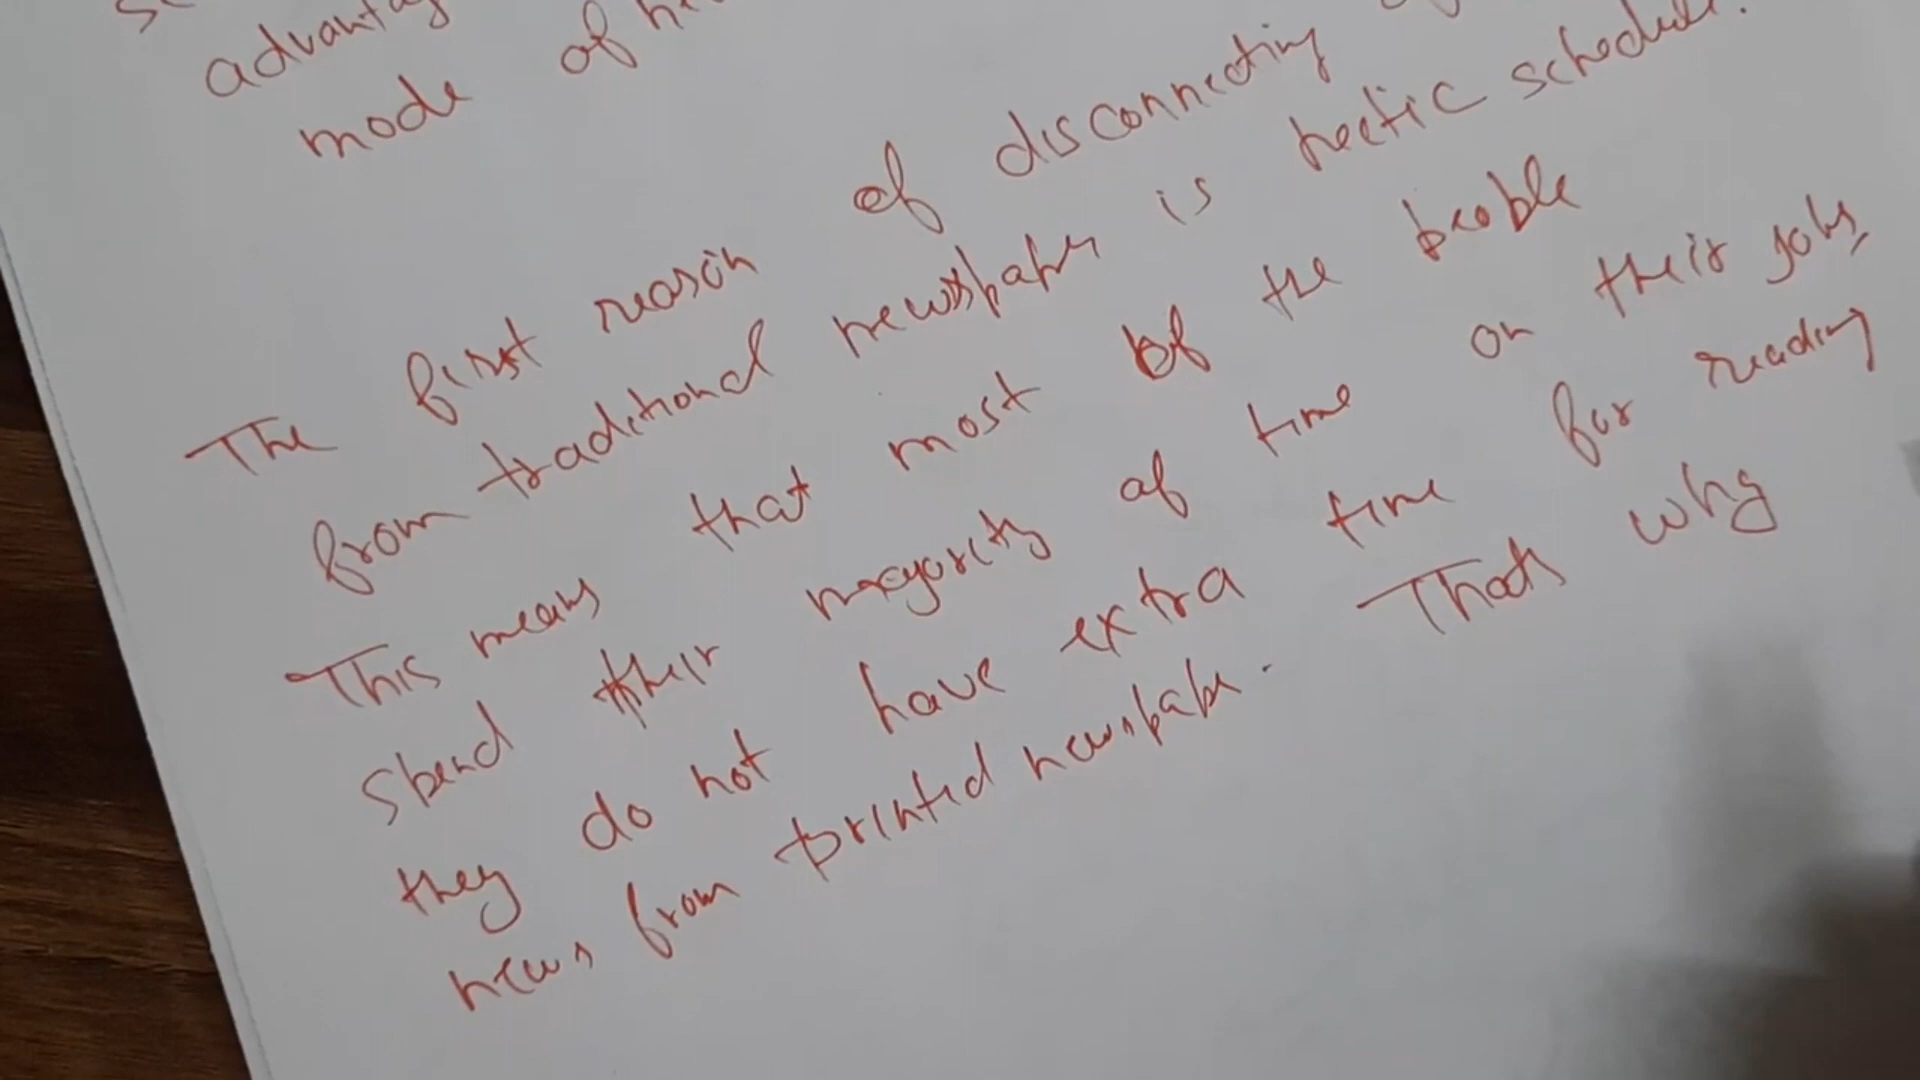 advantag
mode of
The first reason of disconnecting
from traditional newspaper is hectic schedule.
This means that most of the people
spend their majority of time on their jobs,
they do not have extra time for reading
news from printed newspaper. Thats why